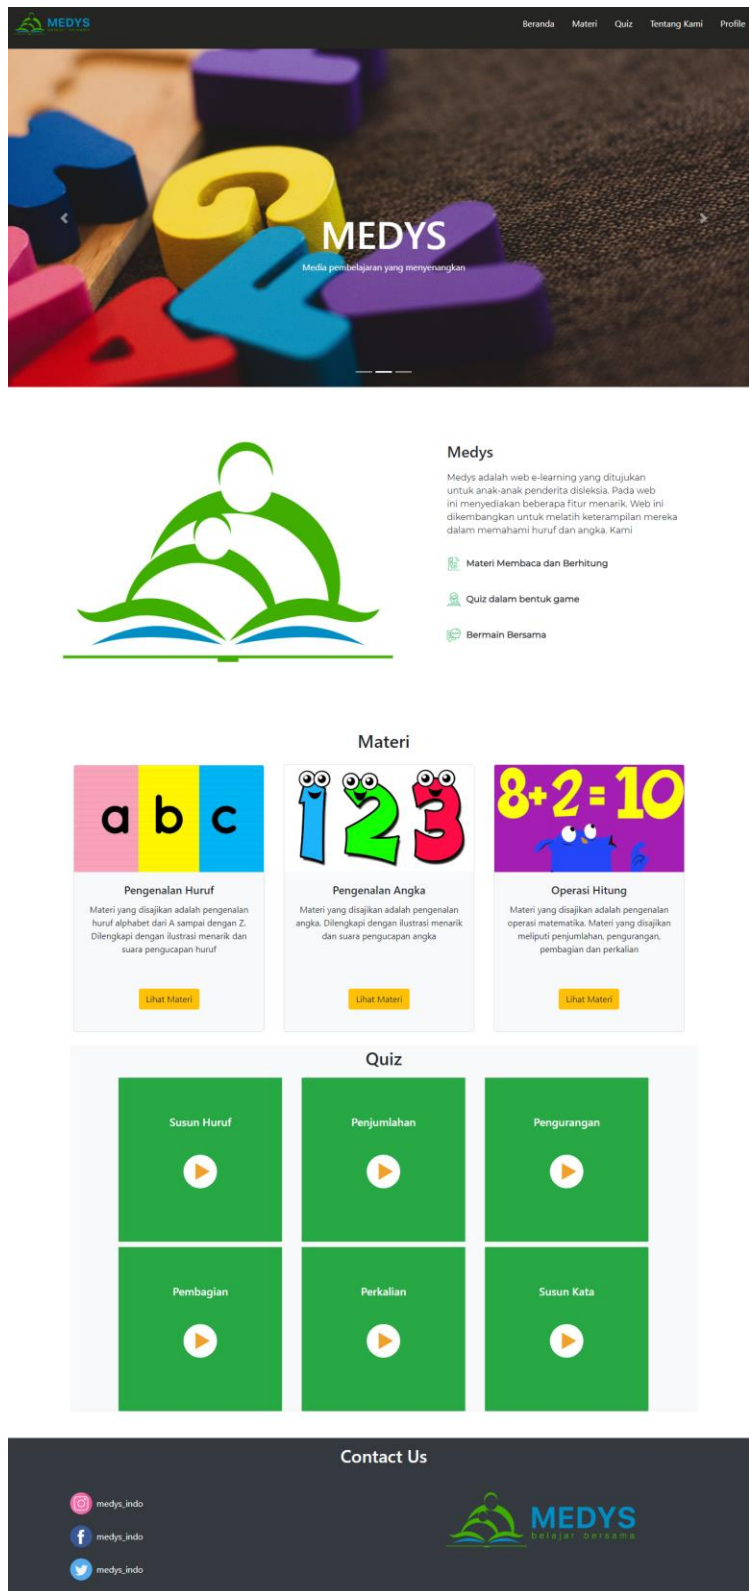 MEDYS
belajar bersama
Beranda Materi Quiz Tentang Kami Profile
MEDYS
Media pembelajaran yang menyenangkan
Medys
Medys adalah web e-learning yang ditujukan
untuk anak-anak penderita disleksia. Pada web
ini menyediakan beberapa fitur menarik. Web ini
dikembangkan untuk melatih keterampilan mereka
dalam memahami huruf dan angka. Kami
Materi Membaca dan Berhitung
Quiz dalam bentuk game
Bermain Bersama
Materi
a b c
1 2 3
8+2=10
Pengenalan Huruf
Materi yang disajikan adalah pengenalan
huruf alphabet dari A sampai dengan Z.
Dilengkapi dengan ilustrasi menarik dan
suara pengucapan huruf
Lihat Materi
Pengenalan Angka
Materi yang disajikan adalah pengenalan
angka. Dilengkapi dengan ilustrasi menarik
dan suara pengucapan angka
Lihat Materi
Operasi Hitung
Materi yang disajikan adalah pengenalan
operasi matematika. Materi yang disajikan
meliputi penjumlahan, pengurangan,
pembagian dan perkalian
Lihat Materi
Quiz
Susun Huruf
Penjumlahan
Pengurangan
Pembagian
Perkalian
Susun Kata
Contact Us
medys_indo
medys_indo
medys_indo
MEDYS
belajar bersama